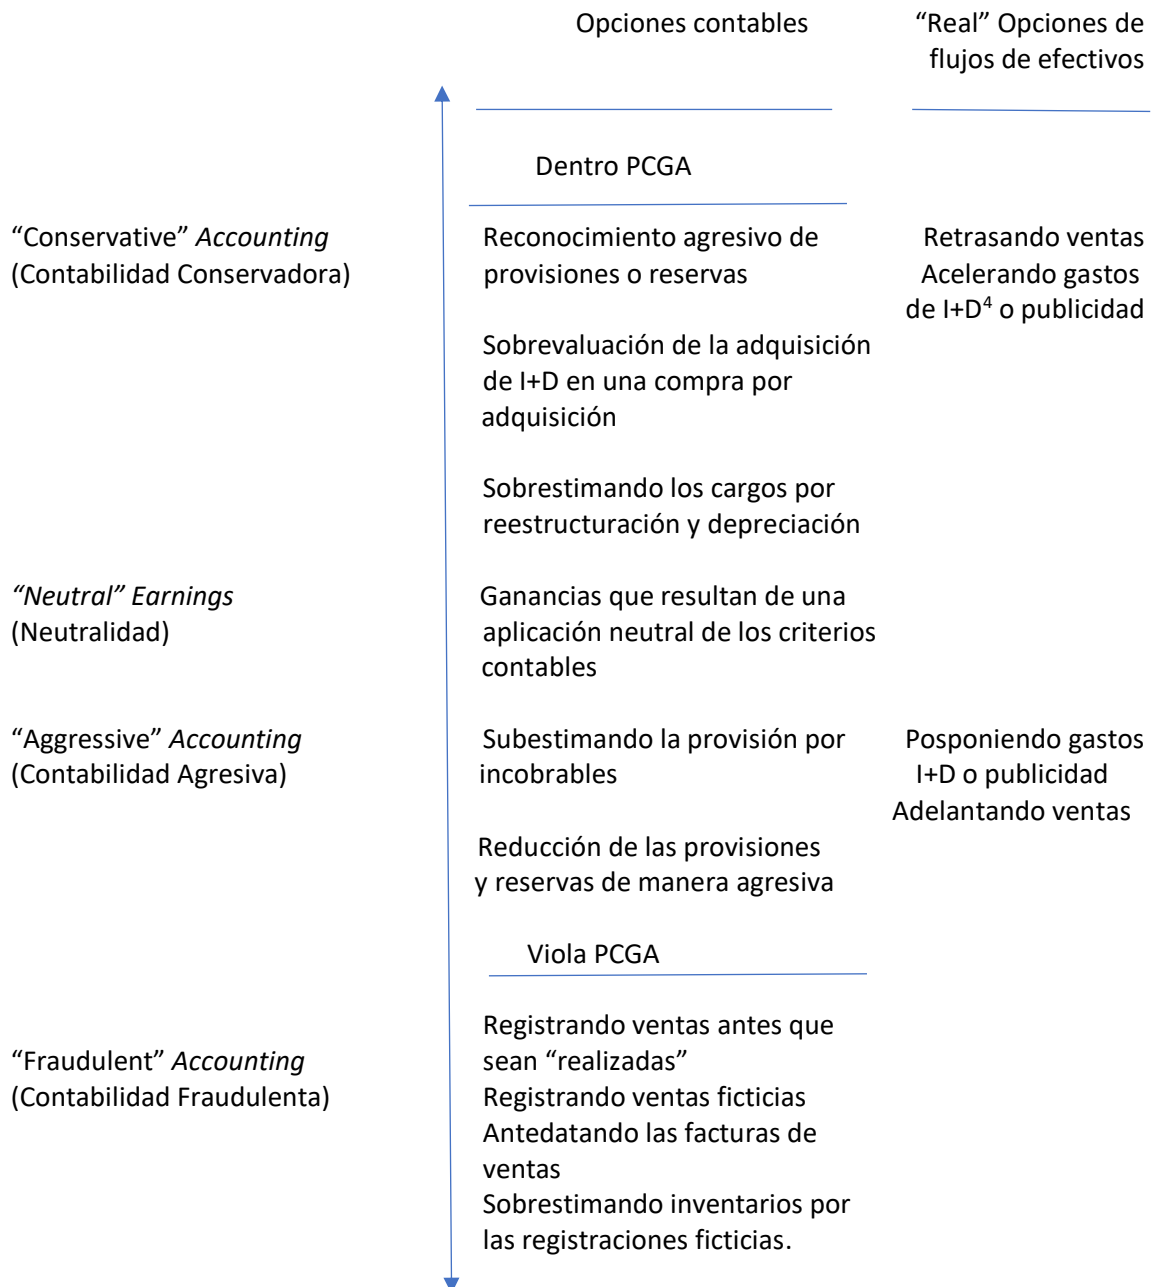 Opciones contables
“Real” Opciones de
flujos de efectivos
Dentro PCGA
“Conservative” Accounting
(Contabilidad Conservadora)
Reconocimiento agresivo de
provisiones o reservas
Retrasando ventas
Acelerando gastos
de I+D⁴ o publicidad
Sobrevaluación de la adquisición
de I+D en una compra por
adquisición
Sobrestimando los cargos por
reestructuración y depreciación
“Neutral” Earnings
(Neutralidad)
Ganancias que resultan de una
aplicación neutral de los criterios
contables
“Aggressive” Accounting
(Contabilidad Agresiva)
Subestimando la provisión por
incobrables
Posponiendo gastos
I+D o publicidad
Adelantando ventas
Reducción de las provisiones
y reservas de manera agresiva
Viola PCGA
“Fraudulent” Accounting
(Contabilidad Fraudulenta)
Registrando ventas antes que
sean “realizadas”
Registrando ventas ficticias
Antedatando las facturas de
ventas
Sobrestimando inventarios por
las registraciones ficticias.